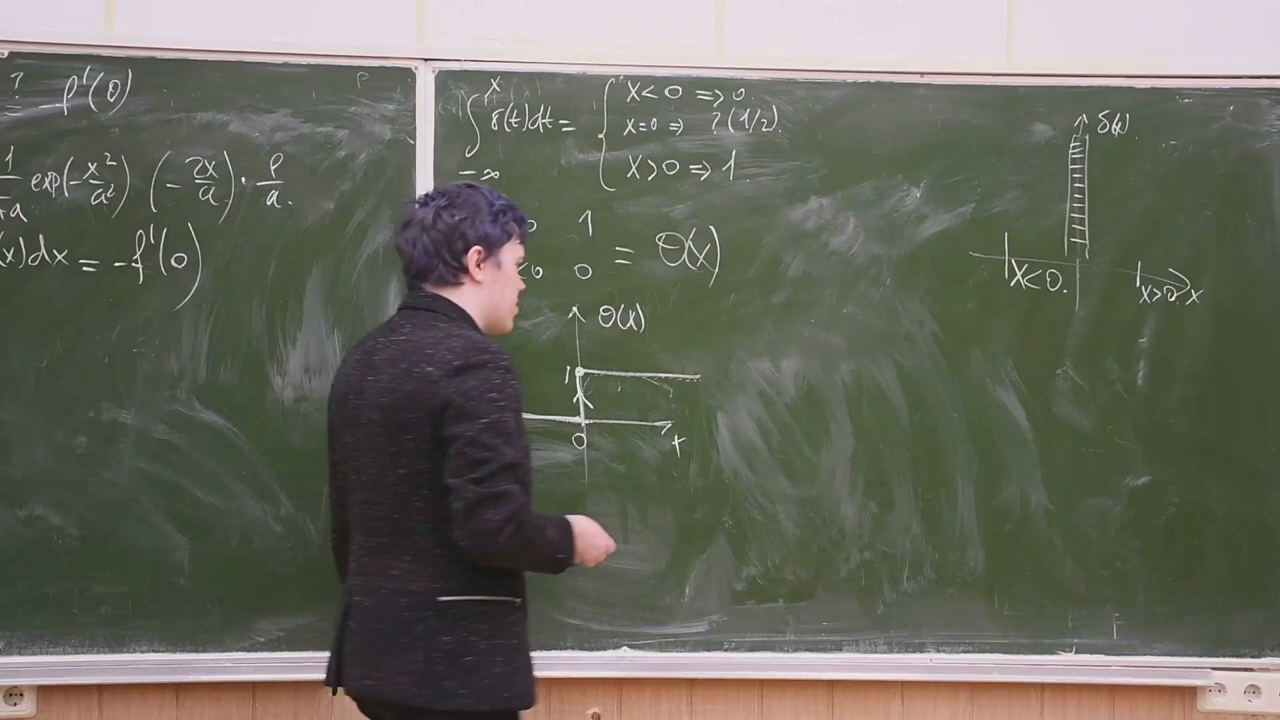 ? = -f'(0)
exp(-x²/a²) (-2x/a) ·
(x)dx = -f'(0))
∫_{-∞}^{x} δ(t)dt = { x<0 => 0
x=0 => ?(1/2).
x>0 => 1.
1
0 = Θ(x)
Θ(x)
1
0
x
δ(x).
x<0.
x>0. x